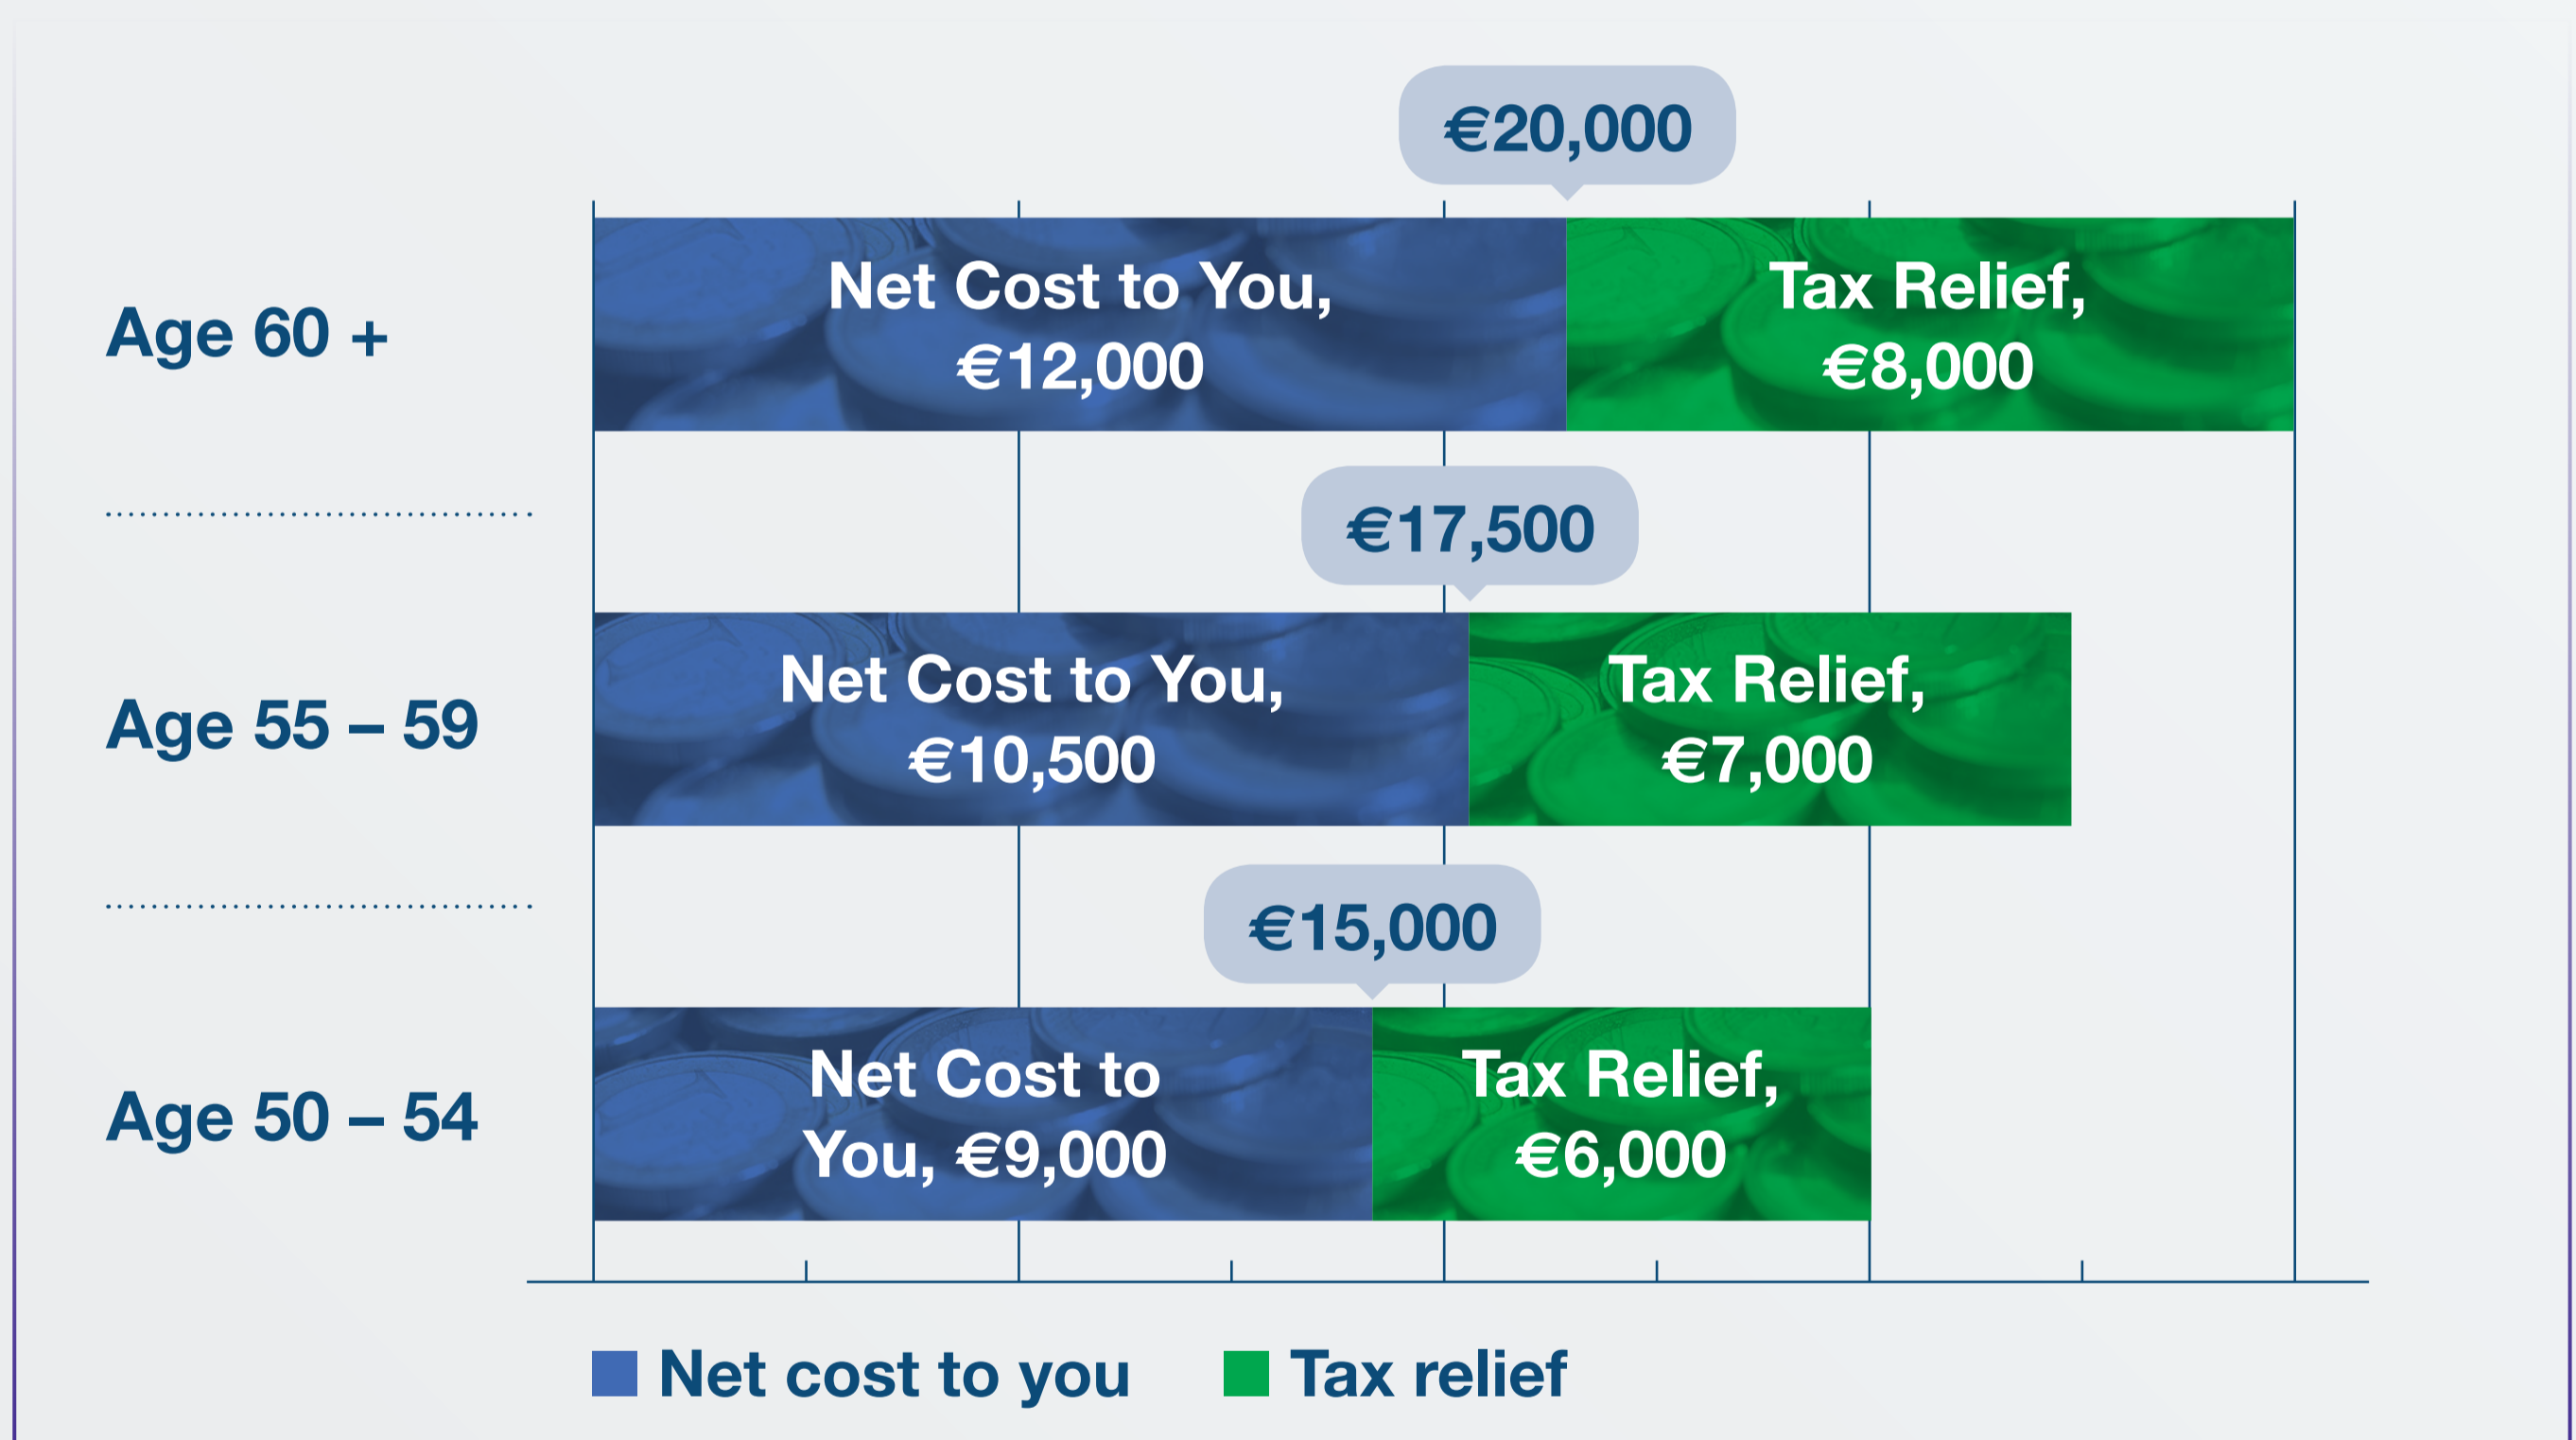 €20,000
Age 60 +
Net Cost to You,
€12,000
Tax Relief,
€8,000
€17,500
Age 55 – 59
Net Cost to You,
€10,500
Tax Relief,
€7,000
€15,000
Age 50 – 54
Net Cost to
You, €9,000
Tax Relief,
€6,000
Net cost to you
Tax relief